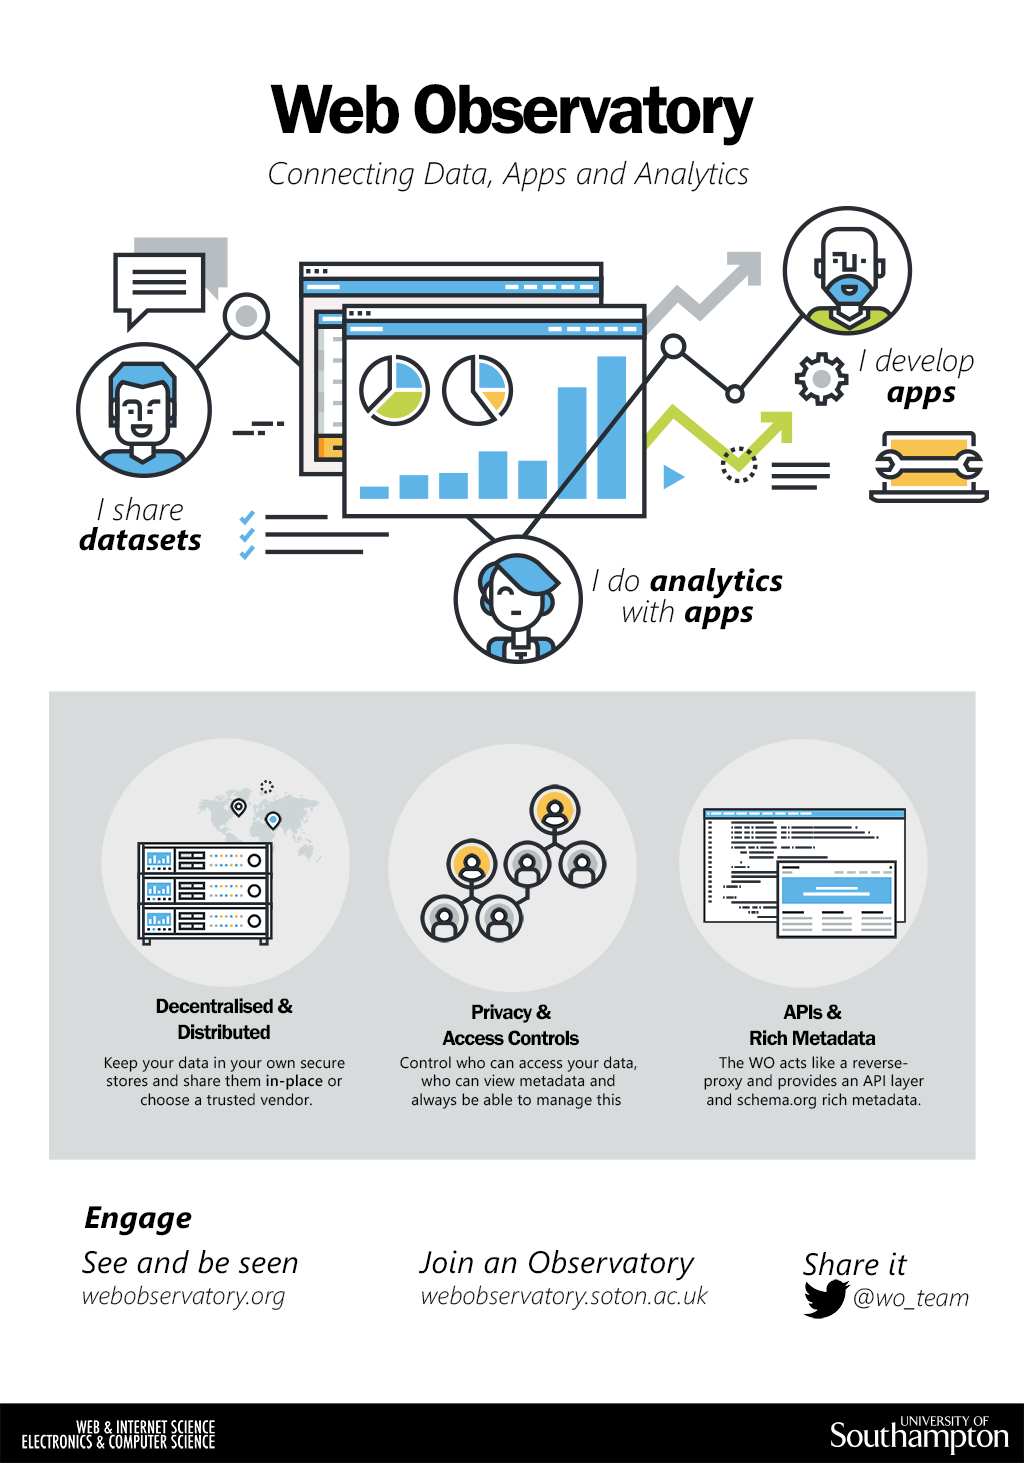 Web Observatory
Connecting Data, Apps and Analytics
I develop
apps
I share
datasets
I do analytics
with apps
Decentralised &
Distributed
Keep your data in your own secure
stores and share them in-place or
choose a trusted vendor.
Privacy &
Access Controls
Control who can access your data,
who can view metadata and
always be able to manage this
APIs &
Rich Metadata
The WO acts like a reverse-
proxy and provides an API layer
and schema.org rich metadata.
Engage
See and be seen
webobservatory.org
Join an Observatory
webobservatory.soton.ac.uk
Share it
@wo_team
WEB & INTERNET SCIENCE
ELECTRONICS & COMPUTER SCIENCE
UNIVERSITY OF
Southampton